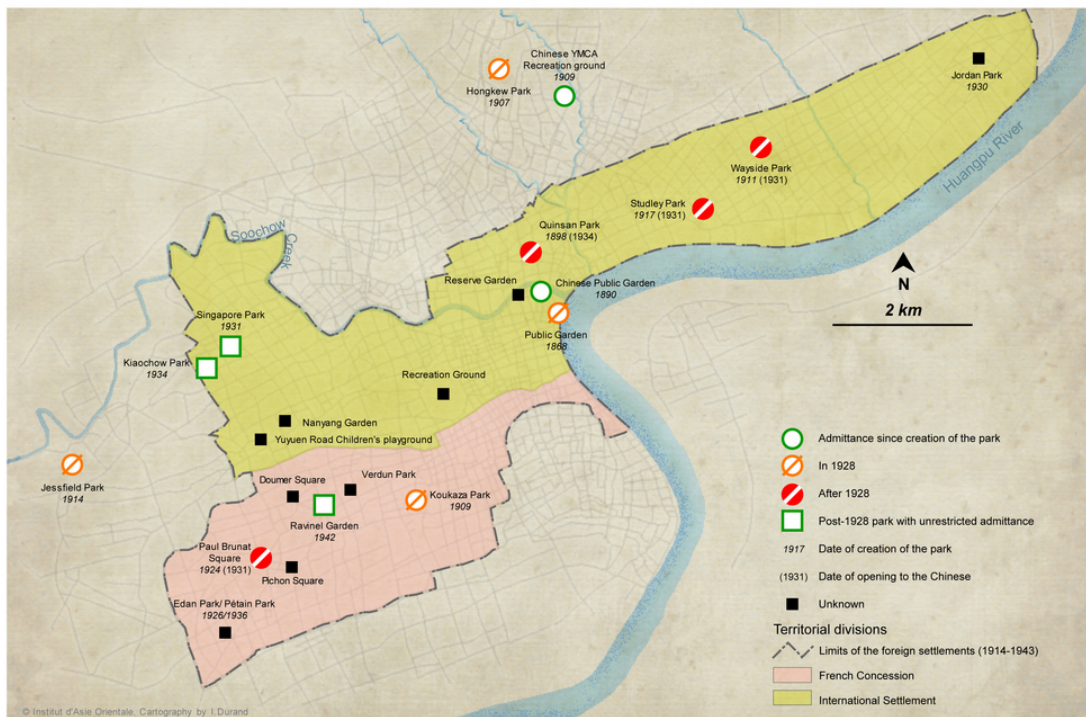 Chinese YMCA
Recreation ground
1909
Hongkew Park
1907
Jordan Park
1930
Huangpu River
Wayside Park
1911 (1931)
Studley Park
1917 (1931)
Quinsan Park
1898 (1934)
Soochow
Creek
Reserve Garden
Chinese Public Garden
1890
Public Garden
1868
N
2 km
Singapore Park
1931
Kiaochow Park
1934
Recreation Ground
Nanyang Garden
Yuyuen Road Children's playground
Jessfield Park
1914
Doumer Square
Verdun Park
Koukaza Park
1909
Ravinel Garden
1942
Paul Brunat
Square
1924 (1931)
Pichon Square
Edan Park/ Pétain Park
1926/1936
Admittance since creation of the park
In 1928
After 1928
Post-1928 park with unrestricted admittance
1917 Date of creation of the park
(1931) Date of opening to the Chinese
Unknown
Territorial divisions
Limits of the foreign settlements (1914-1943)
French Concession
International Settlement
© Institut d'Asie Orientale. Cartography by I.Durand